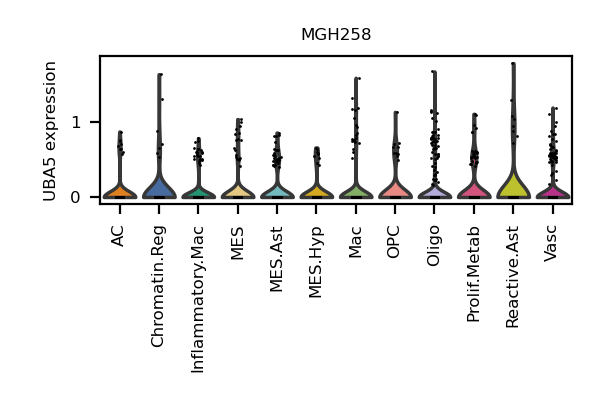 MGH258
UBA5 expression
1
0
AC
Chromatin.Reg
Inflammatory.Mac
MES
MES.Ast
MES.Hyp
Mac
OPC
Oligo
Prolif.Metab
Reactive.Ast
Vasc